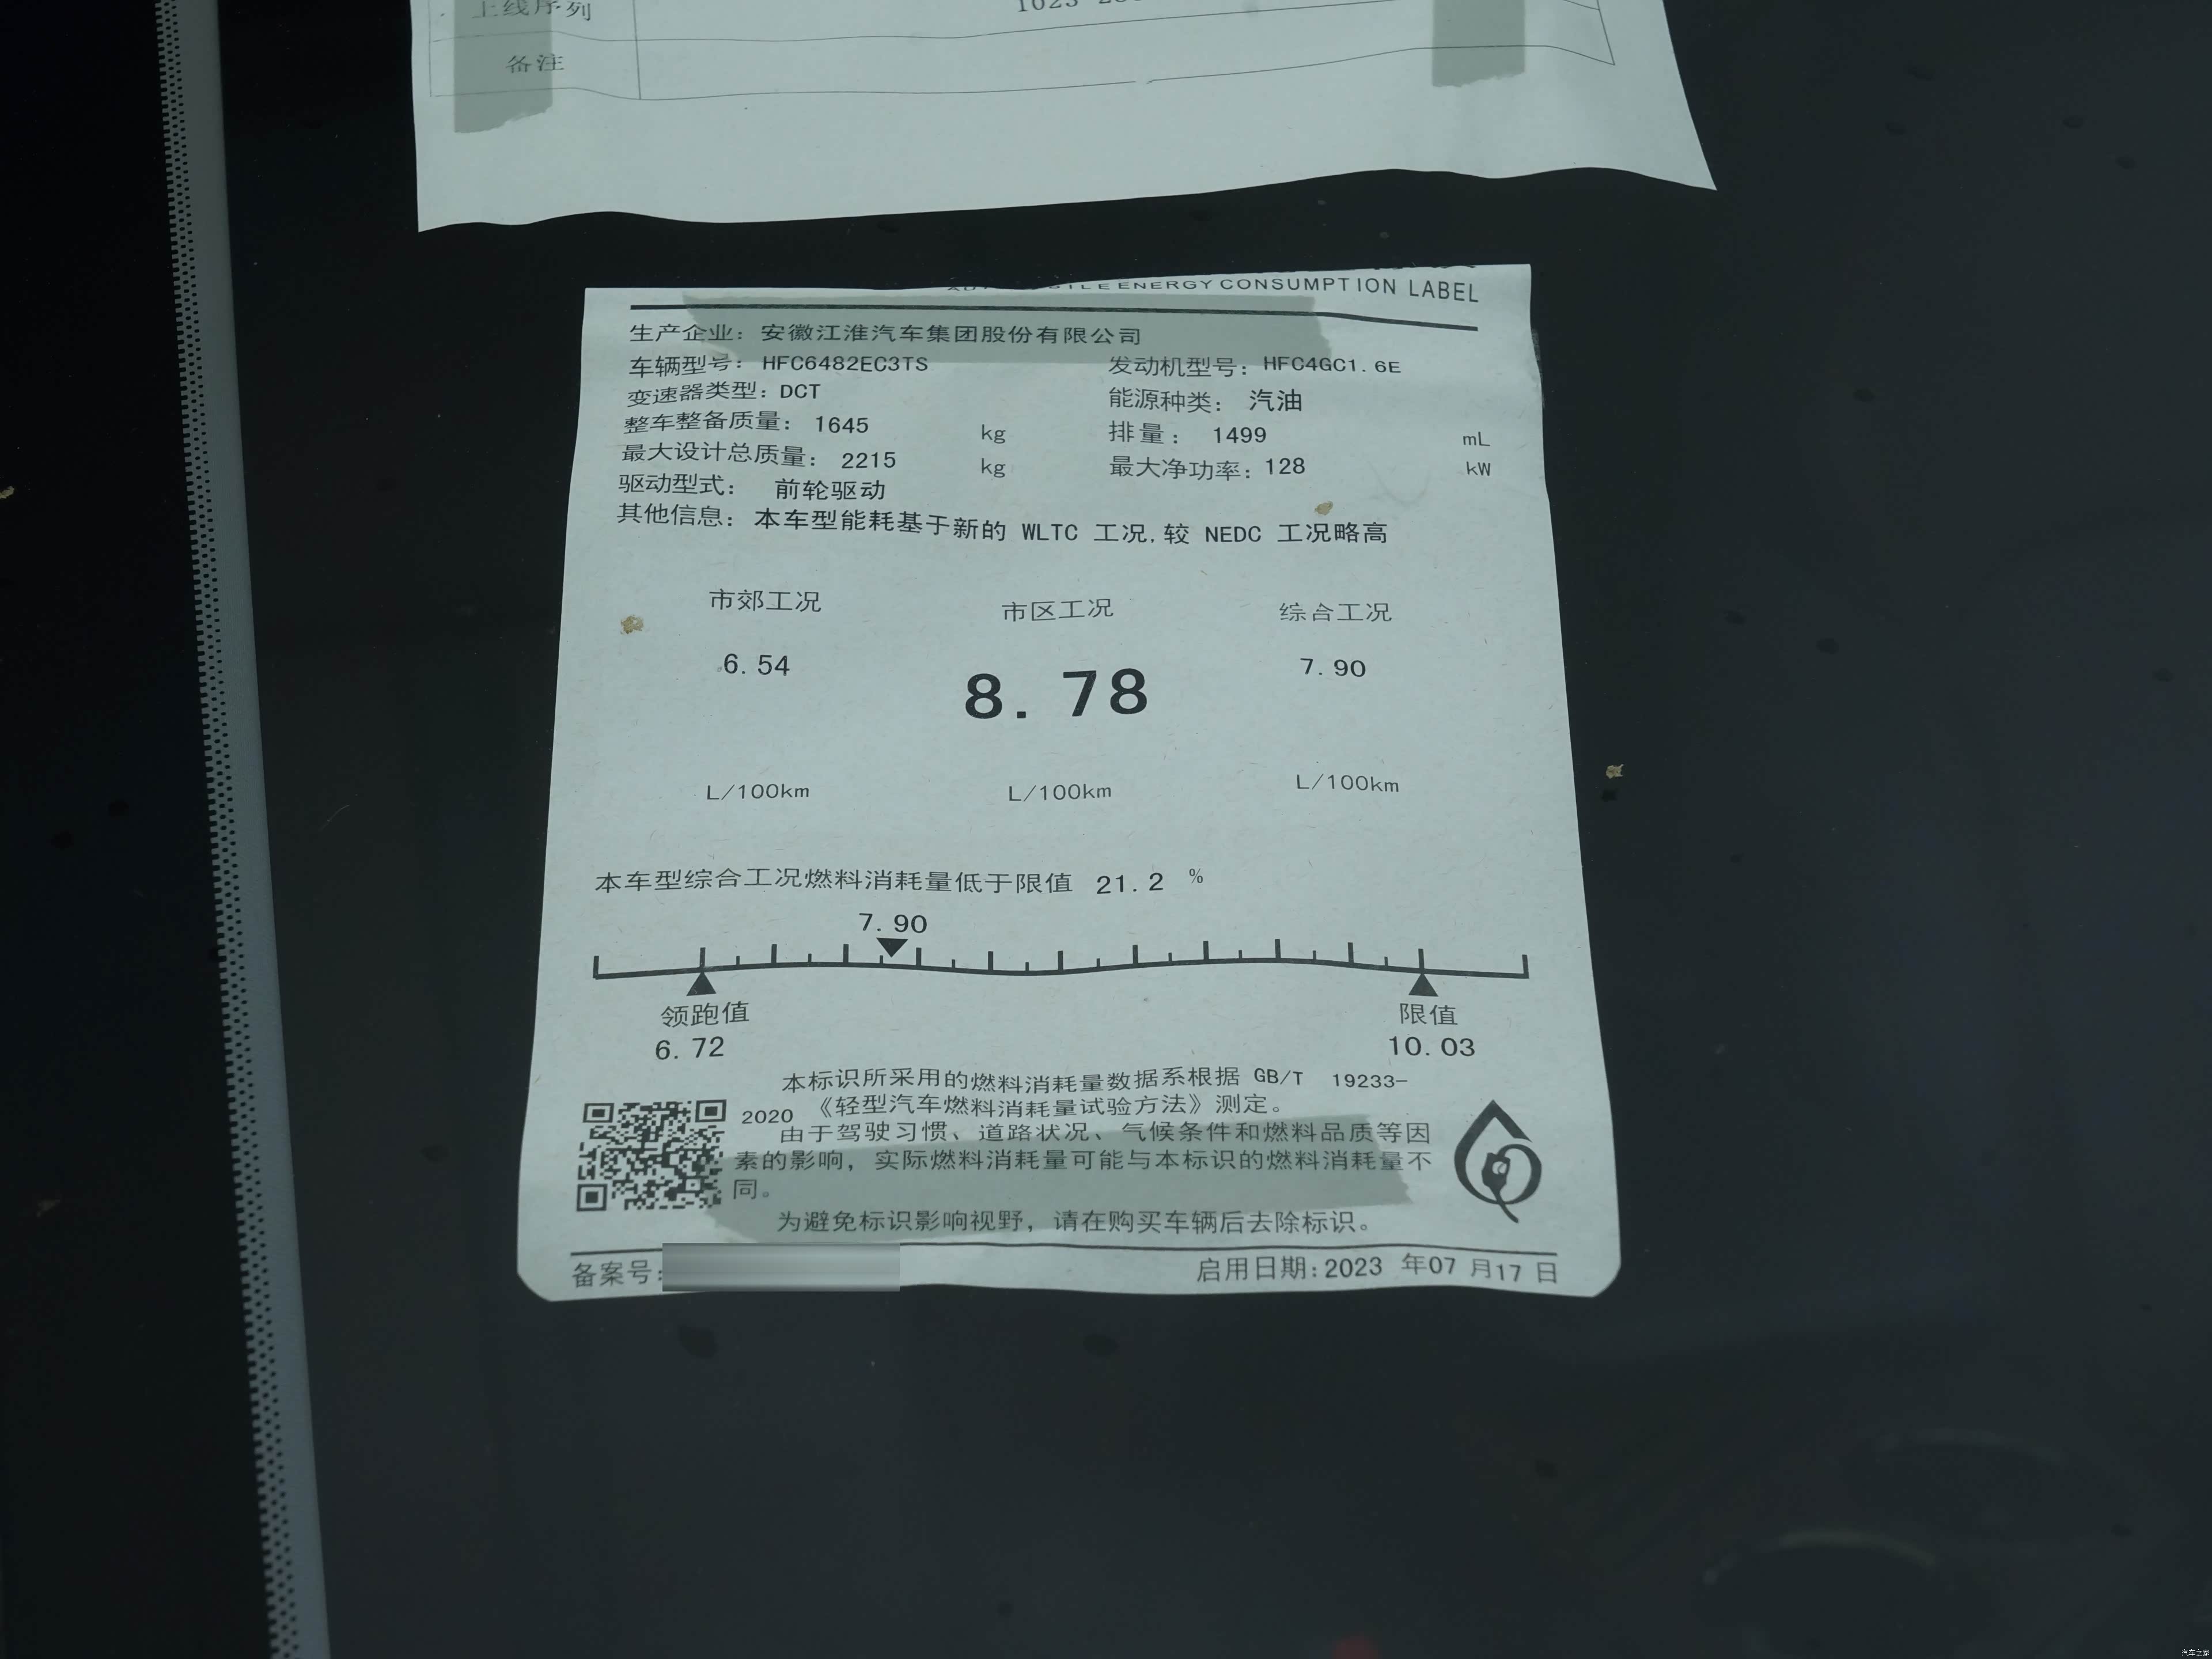 上线序列
备注
ENERGY CONSUMPTION LABEL
生产企业：安徽江淮汽车集团股份有限公司
车辆型号：HFC6482EC3TS 发动机型号：HFC4GC1.6E
变速器类型：DCT 能源种类：汽油
整车整备质量：1645 kg 排量：1499 mL
最大设计总质量：2215 kg 最大净功率：128 kW
驱动型式：前轮驱动
其他信息：本车型能耗基于新的 WLTC 工况,较 NEDC 工况略高
市郊工况 市区工况 综合工况
6.54 8.78 7.90
L/100km L/100km L/100km
本车型综合工况燃料消耗量低于限值 21.2 %
7.90
领跑值 限值
6.72 10.03
本标识所采用的燃料消耗量数据系根据 GB/T 19233-
2020 《轻型汽车燃料消耗量试验方法》测定。
由于驾驶习惯、道路状况、气候条件和燃料品质等因
素的影响，实际燃料消耗量可能与本标识的燃料消耗量不
同。
为避免标识影响视野，请在购买车辆后去除标识。
备案号： 启用日期：2023 年07 月17 日
汽车之家